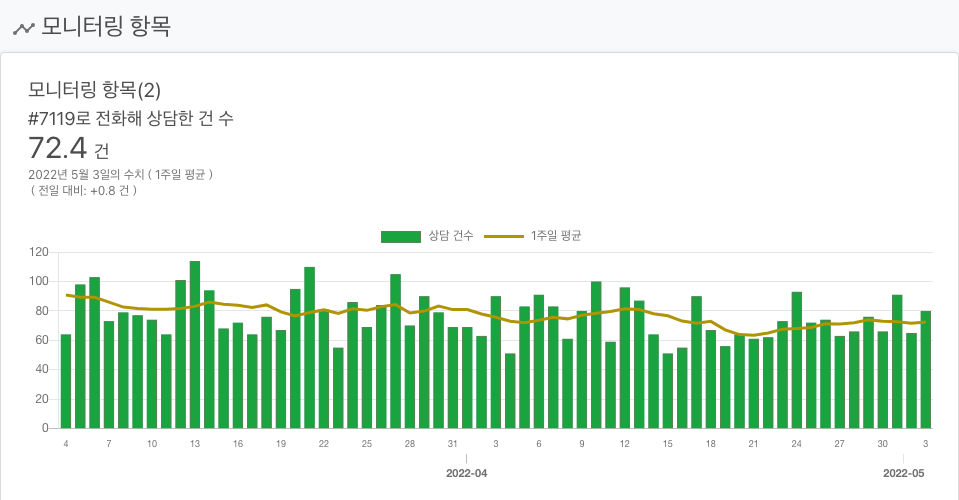 모니터링 항목
모니터링 항목(2)
#7119로 전화해 상담한 건 수
72.4 건
2022년 5월 3일의 수치 ( 1주일 평균 )
( 전일 대비: +0.8 건 )
상담 건수 1주일 평균
120
100
80
60
40
20
0
4 7 10 13 16 19 22 25 28 31 3 6 9 12 15 18 21 24 27 30 3
2022-04 2022-05